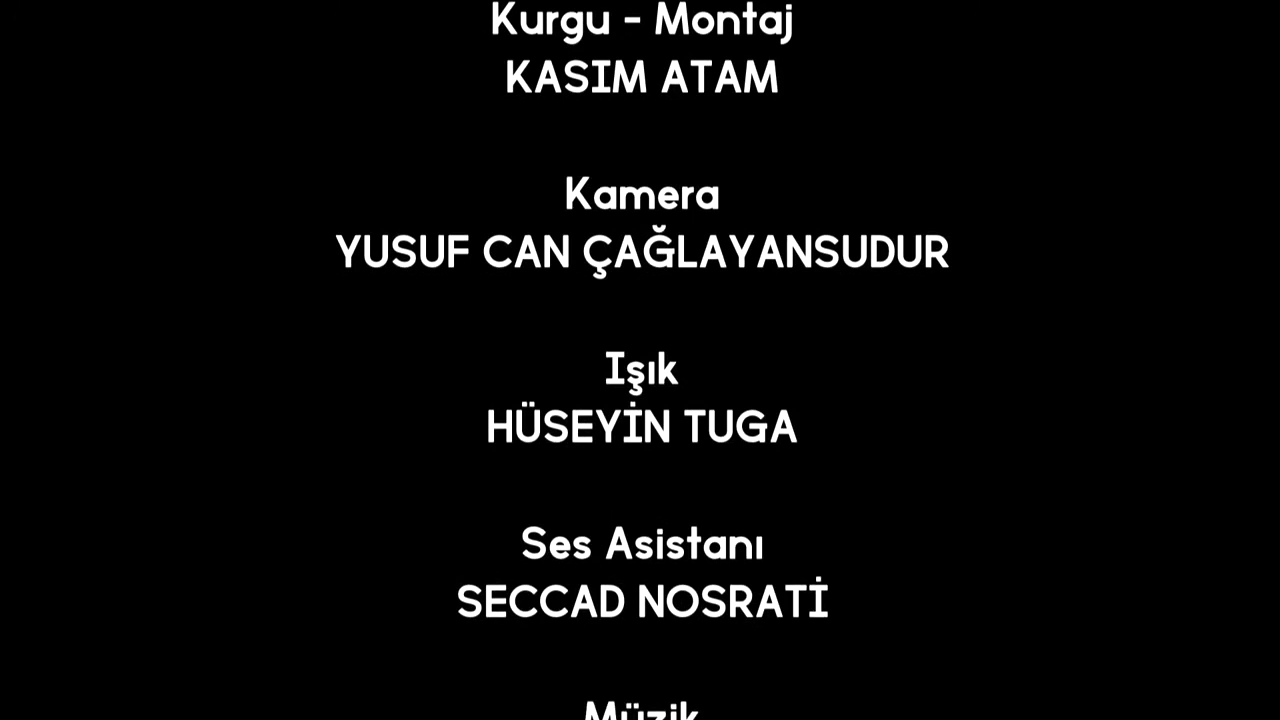 Kurgu - Montaj
KASIM ATAM
Kamera
YUSUF CAN ÇAĞLAYANSUDUR
Işık
HÜSEYİN TUGA
Ses Asistanı
SECCAD NOSRATİ
Müzik